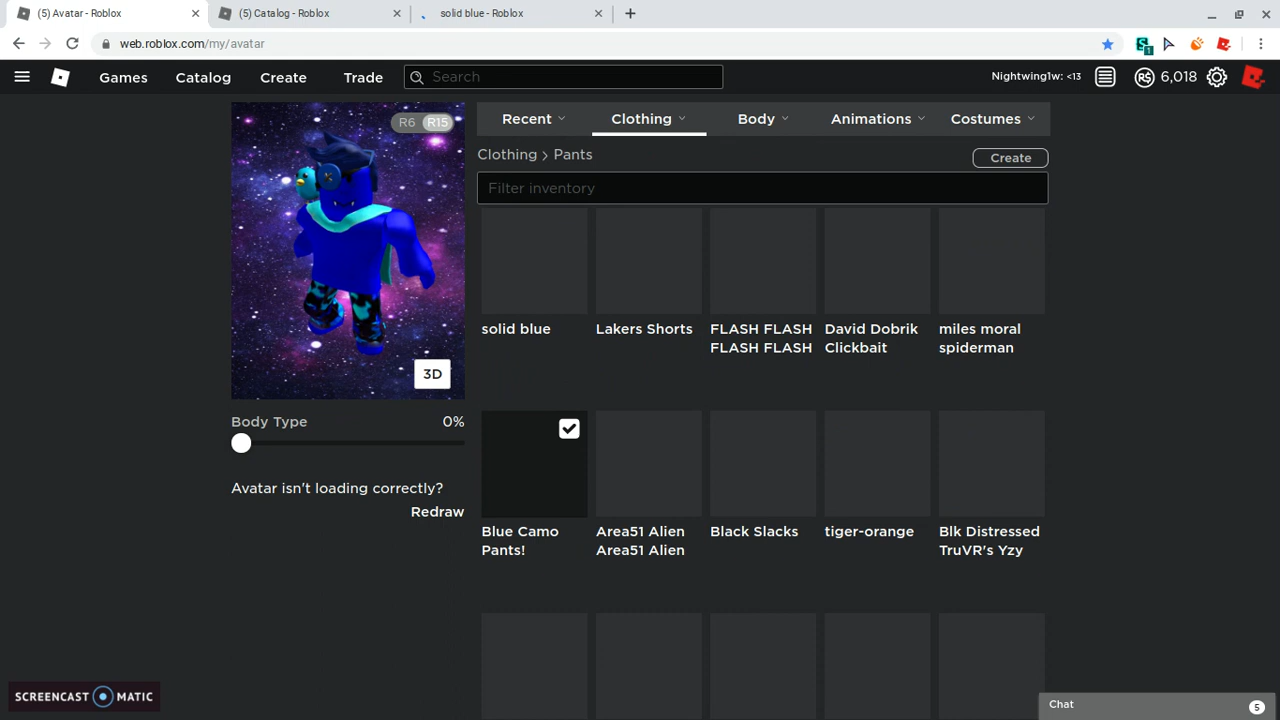 (5) Avatar - Roblox
(5) Catalog - Roblox
solid blue - Roblox
web.roblox.com/my/avatar
1
Games
Catalog
Create
Trade
Search
Nightwing1w: <13
R$ 6,018
R6 R15
3D
Body Type 0%
Avatar isn't loading correctly?
Redraw
Recent
Clothing
Body
Animations
Costumes
Clothing > Pants
Create
Filter inventory
solid blue
Lakers Shorts
FLASH FLASH
FLASH FLASH
David Dobrik
Clickbait
miles moral
spiderman
Blue Camo
Pants!
Area51 Alien
Area51 Alien
Black Slacks
tiger-orange
Blk Distressed
TruVR's Yzy
SCREENCAST MATIC
Chat 5